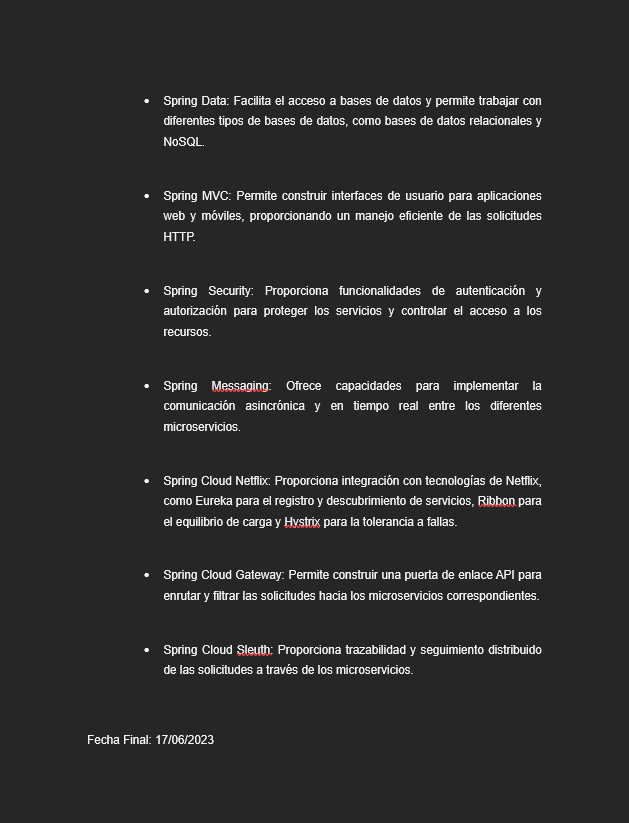 • Spring Data: Facilita el acceso a bases de datos y permite trabajar con
diferentes tipos de bases de datos, como bases de datos relacionales y
NoSQL.
• Spring MVC: Permite construir interfaces de usuario para aplicaciones
web y móviles, proporcionando un manejo eficiente de las solicitudes
HTTP.
• Spring Security: Proporciona funcionalidades de autenticación y
autorización para proteger los servicios y controlar el acceso a los
recursos.
• Spring Messaging: Ofrece capacidades para implementar la
comunicación asincrónica y en tiempo real entre los diferentes
microservicios.
• Spring Cloud Netflix: Proporciona integración con tecnologías de Netflix,
como Eureka para el registro y descubrimiento de servicios, Ribbon para
el equilibrio de carga y Hystrix para la tolerancia a fallas.
• Spring Cloud Gateway: Permite construir una puerta de enlace API para
enrutar y filtrar las solicitudes hacia los microservicios correspondientes.
• Spring Cloud Sleuth: Proporciona trazabilidad y seguimiento distribuido
de las solicitudes a través de los microservicios.
Fecha Final: 17/06/2023